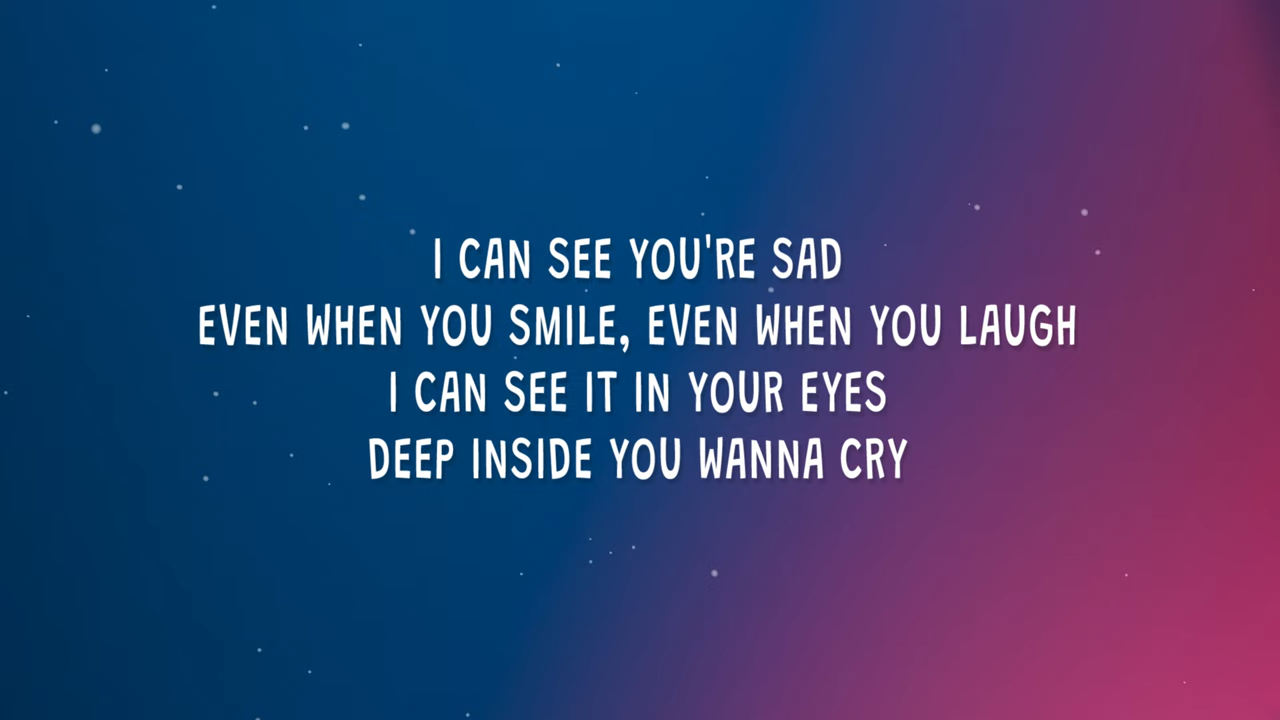 I CAN SEE YOU'RE SAD
EVEN WHEN YOU SMILE, EVEN WHEN YOU LAUGH
I CAN SEE IT IN YOUR EYES
DEEP INSIDE YOU WANNA CRY